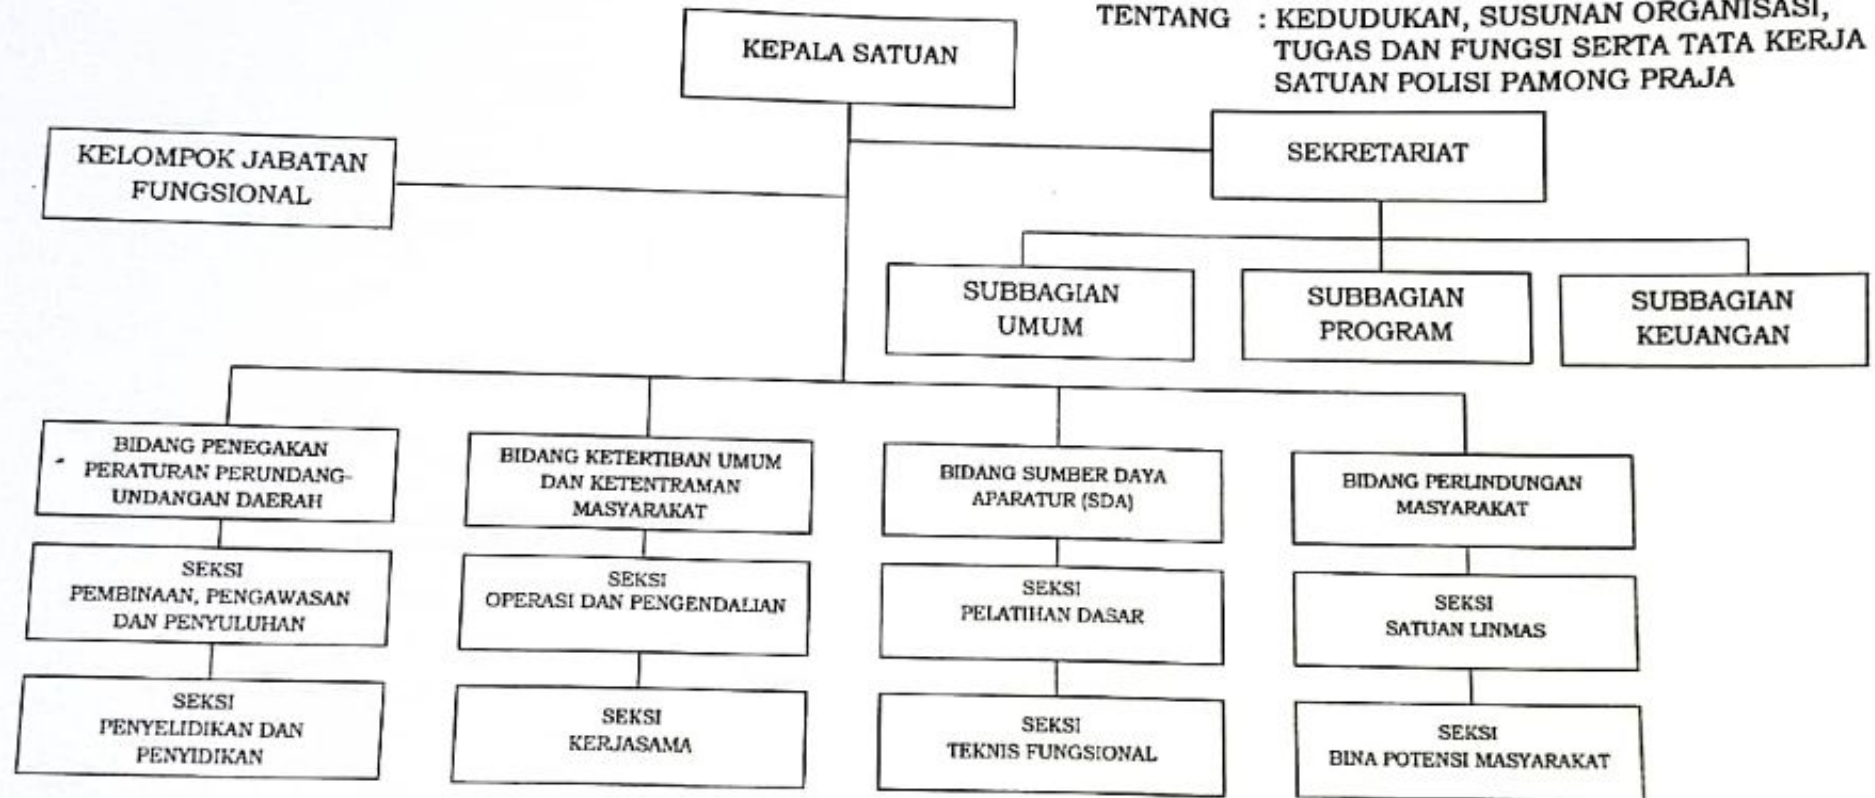 TENTANG : KEDUDUKAN, SUSUNAN ORGANISASI,
TUGAS DAN FUNGSI SERTA TATA KERJA
SATUAN POLISI PAMONG PRAJA
KEPALA SATUAN
KELOMPOK JABATAN
FUNGSIONAL
SEKRETARIAT
SUBBAGIAN
UMUM
SUBBAGIAN
PROGRAM
SUBBAGIAN
KEUANGAN
BIDANG PENEGAKAN
PERATURAN PERUNDANG-
UNDANGAN DAERAH
BIDANG KETERTIBAN UMUM
DAN KETENTRAMAN
MASYARAKAT
BIDANG SUMBER DAYA
APARATUR (SDA)
BIDANG PERLINDUNGAN
MASYARAKAT
SEKSI
PEMBINAAN, PENGAWASAN
DAN PENYULUHAN
SEKSI
OPERASI DAN PENGENDALIAN
SEKSI
PELATIHAN DASAR
SEKSI
SATUAN LINMAS
SEKSI
PENYELIDIKAN DAN
PENYIDIKAN
SEKSI
KERJASAMA
SEKSI
TEKNIS FUNGSIONAL
SEKSI
BINA POTENSI MASYARAKAT